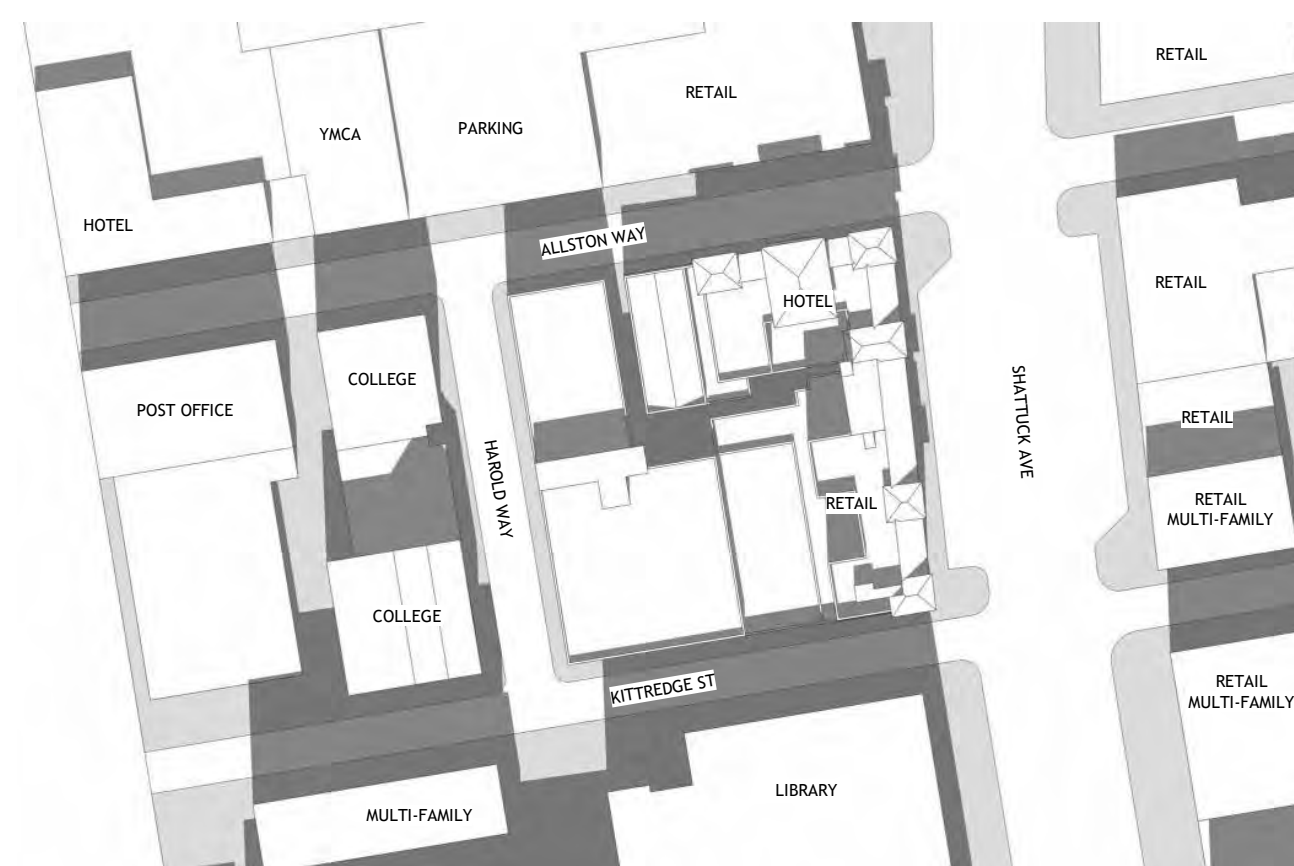 RETAIL
RETAIL
PARKING
YMCA
HOTEL
ALLSTON WAY
HOTEL
RETAIL
COLLEGE
SHATTUCK AVE
POST OFFICE
RETAIL
HAROLD WAY
RETAIL
RETAIL
MULTI-FAMILY
COLLEGE
KITTREDGE ST
RETAIL
MULTI-FAMILY
LIBRARY
MULTI-FAMILY